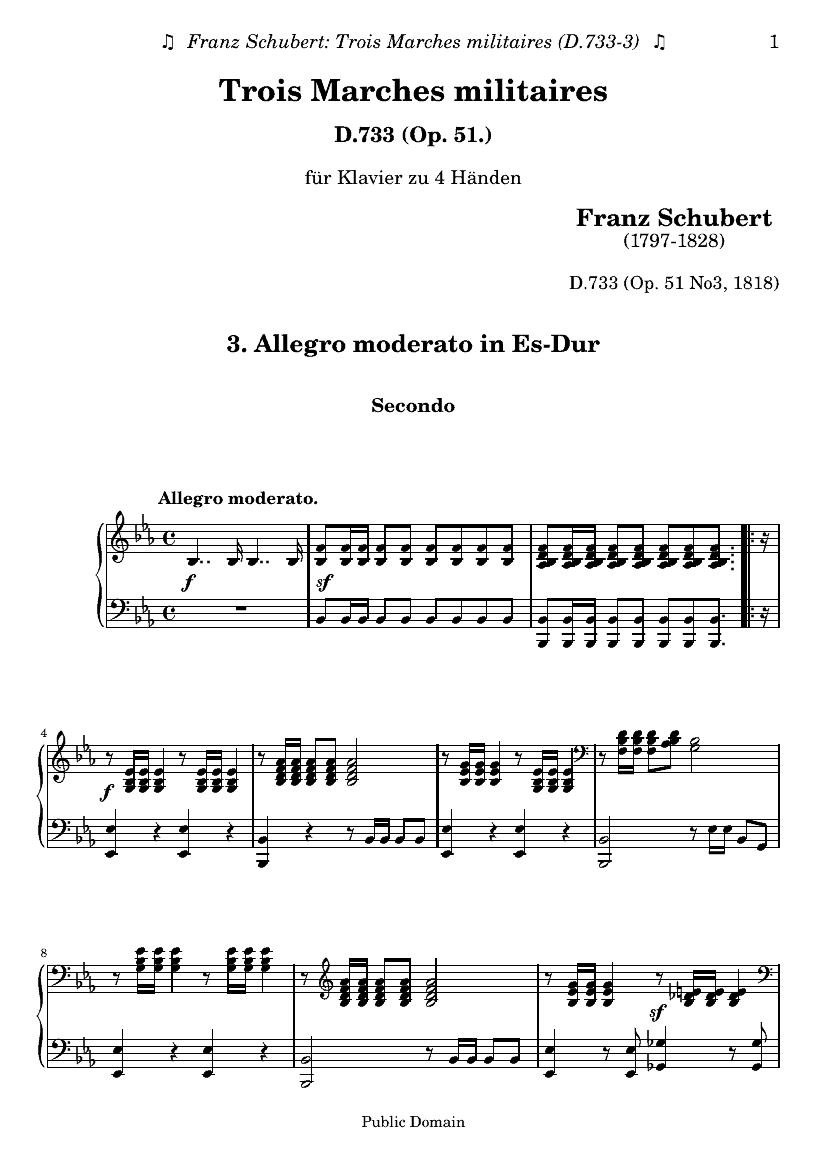 ♫ Franz Schubert: Trois Marches militaires (D.733-3) ♫ 1
Trois Marches militaires
D.733 (Op. 51.)
für Klavier zu 4 Händen
Franz Schubert
(1797-1828)
D.733 (Op. 51 No3, 1818)
3. Allegro moderato in Es-Dur
Secondo
Allegro moderato.
f sf
4
f
8
sf
Public Domain